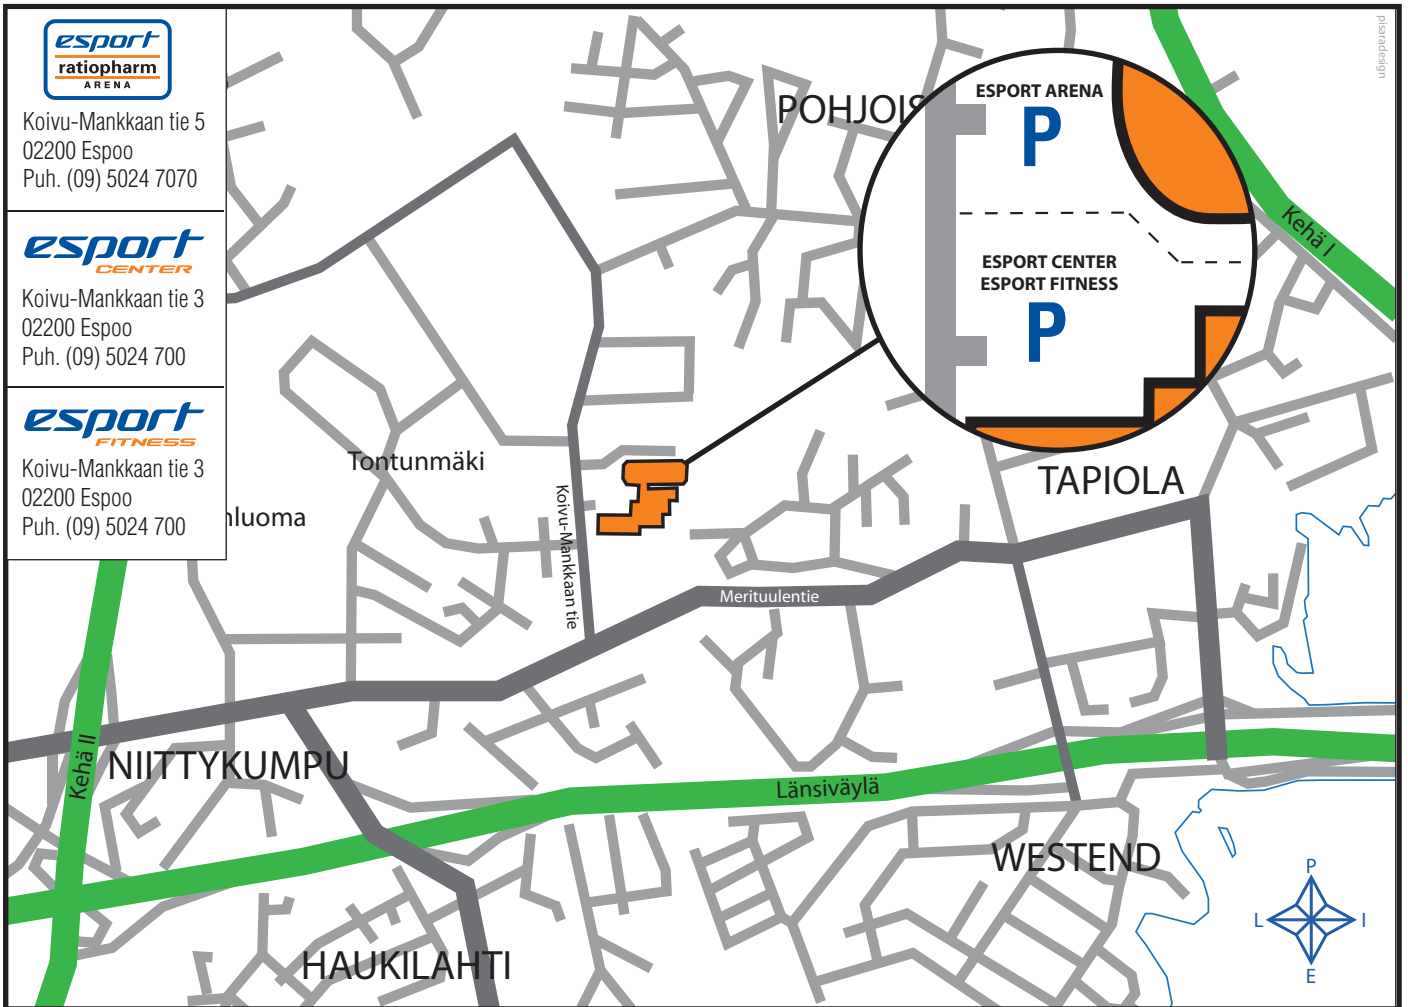 esport
ratiopharm
ARENA
Koivu-Mankkaan tie 5
02200 Espoo
Puh. (09) 5024 7070
esport
CENTER
Koivu-Mankkaan tie 3
02200 Espoo
Puh. (09) 5024 700
esport
FITNESS
Koivu-Mankkaan tie 3
02200 Espoo
Puh. (09) 5024 700
pisaradesign
POHJOIS
ESPORT ARENA
P
ESPORT CENTER
ESPORT FITNESS
P
Kehä I
Tontunmäki
TAPIOLA
nluoma
Koivu-Mankkaan tie
Merituulentie
Kehä II
NIITTYKUMPU
Länsiväylä
WESTEND
HAUKILAHTI
P
L I
E